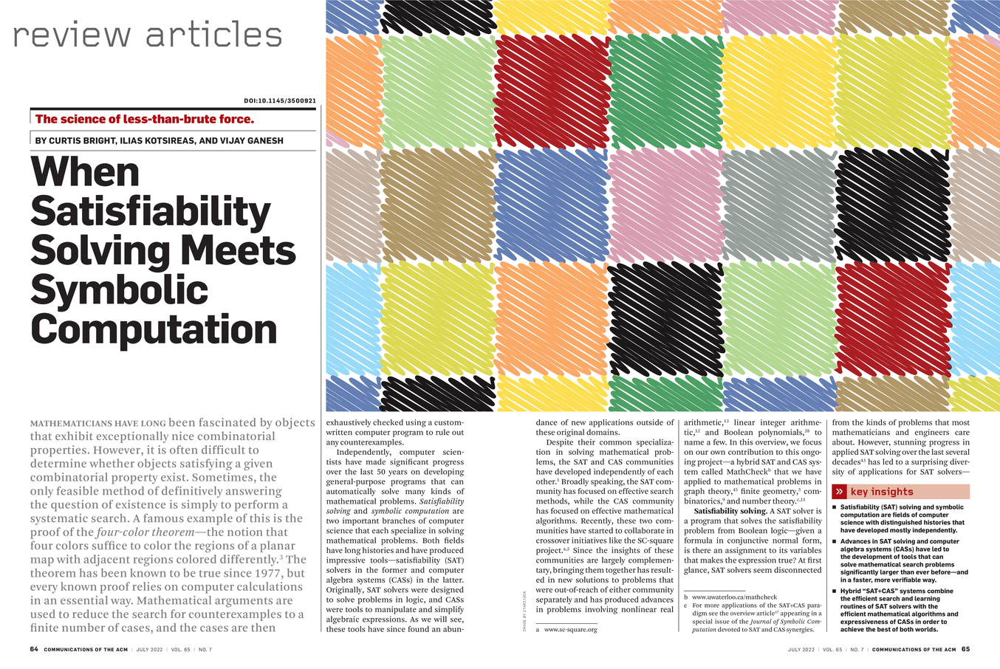 review articles
DOI:10.1145/3500921
The science of less-than-brute force.
BY CURTIS BRIGHT, ILIAS KOTSIREAS, AND VIJAY GANESH
When
Satisfiability
Solving Meets
Symbolic
Computation
MATHEMATICIANS HAVE LONG been fascinated by objects
that exhibit exceptionally nice combinatorial
properties. However, it is often difficult to
determine whether objects satisfying a given
combinatorial property exist. Sometimes, the
only feasible method of definitively answering
the question of existence is simply to perform a
systematic search. A famous example of this is the
proof of the four-color theorem—the notion that
four colors suffice to color the regions of a planar
map with adjacent regions colored differently.3 The
theorem has been known to be true since 1977, but
every known proof relies on computer calculations
in an essential way. Mathematical arguments are
used to reduce the search for counterexamples to a
finite number of cases, and the cases are then
exhaustively checked using a custom-
written computer program to rule out
any counterexamples.
Independently, computer scien-
tists have made significant progress
over the last 50 years on developing
general-purpose programs that can
automatically solve many kinds of
mathematical problems. Satisfiability
solving and symbolic computation are
two important branches of computer
science that each specialize in solving
mathematical problems. Both fields
have long histories and have produced
impressive tools—satisfiability (SAT)
solvers in the former and computer
algebra systems (CASs) in the latter.
Originally, SAT solvers were designed
to solve problems in logic, and CASs
were tools to manipulate and simplify
algebraic expressions. As we will see,
these tools have since found an abun-
dance of new applications outside of
these original domains.
Despite their common specializa-
tion in solving mathematical prob-
lems, the SAT and CAS communities
have developed independently of each
other.1 Broadly speaking, the SAT com-
munity has focused on effective search
methods, while the CAS community
has focused on effective mathematical
algorithms. Recently, these two com-
munities have started to collaborate in
crossover initiatives like the SC-square
project.a,2 Since the insights of these
communities are largely complemen-
tary, bringing them together has result-
ed in new solutions to problems that
were out-of-reach of either community
separately and has produced advances
in problems involving nonlinear real
a www.sc-square.org
IMAGE BY ZTABSTOCK
arithmetic,13 linear integer arithme-
tic,12 and Boolean polynomials,28 to
name a few. In this overview, we focus
on our own contribution to this ongo-
ing project—a hybrid SAT and CAS sys-
tem called MathCheckb that we have
applied to mathematical problems in
graph theory,45 finite geometry,5 com-
binatorics,9 and number theory.c,11
Satisfiability solving. A SAT solver is
a program that solves the satisfiability
problem from Boolean logic—given a
formula in conjunctive normal form,
is there an assignment to its variables
that makes the expression true? At first
glance, SAT solvers seem disconnected
b www.uwaterloo.ca/mathcheck
c For more applications of the SAT+CAS para-
digm see the overview article17 appearing in a
special issue of the Journal of Symbolic Com-
putation devoted to SAT and CAS synergies.
from the kinds of problems that most
mathematicians and engineers care
about. However, stunning progress in
applied SAT solving over the last several
decades43 has led to a surprising diver-
sity of applications for SAT solvers—
» key insights
■ Satisfiability (SAT) solving and symbolic
computation are fields of computer
science with distinguished histories that
have developed mostly independently.
■ Advances in SAT solving and computer
algebra systems (CASs) have led to
the development of tools that can
solve mathematical search problems
significantly larger than ever before—and
in a faster, more verifiable way.
■ Hybrid “SAT+CAS” systems combine
the efficient search and learning
routines of SAT solvers with the
efficient mathematical algorithms and
expressiveness of CASs in order to
achieve the best of both worlds.
64 COMMUNICATIONS OF THE ACM | JULY 2022 | VOL. 65 | NO. 7
JULY 2022 | VOL. 65 | NO. 7 | COMMUNICATIONS OF THE ACM 65